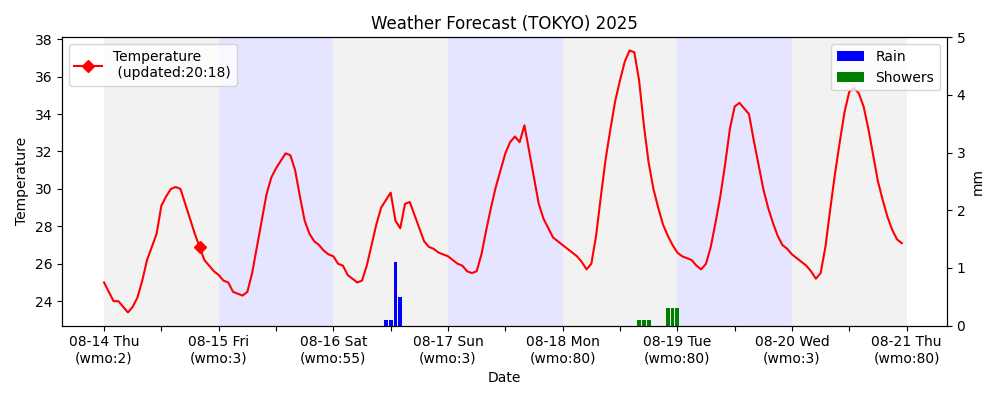 Weather Forecast (TOKYO) 2025
Temperature
(updated:20:18)
Rain
Showers
Temperature
38
36
34
32
30
28
26
24
5
4
3
2
1
0
mm
08-14 Thu
(wmo:2)
08-15 Fri
(wmo:3)
08-16 Sat
(wmo:55)
08-17 Sun
(wmo:3)
08-18 Mon
(wmo:80)
08-19 Tue
(wmo:80)
08-20 Wed
(wmo:3)
08-21 Thu
(wmo:80)
Date